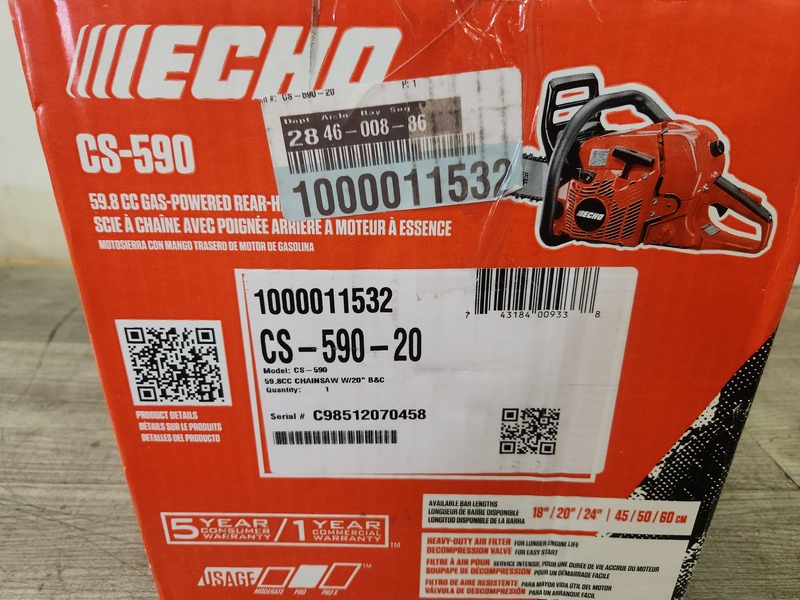 ECHO
CS-590-20 P: 1
Dept Aisle Bay Seq
28 46-008-86
1000011532
CS-590
59.8 CC GAS-POWERED
SCIE À CHAÎNE AVEC POIGNÉE ARRIÈRE À MOTEUR À ESSENCE
MOTOSIERRA CON MANGO TRASERO DE MOTOR DE GASOLINA
ECHO
1000011532
7 43184 00933 8
CS-590-20
Model: CS-590
59.8CC CHAINSAW W/20" B&C
Quantity: 1
Serial # C98512070458
PRODUCT DETAILS
DÉTAILS SUR LE PRODUITS
DETALLES DEL PRODUCTO
5 YEAR CONSUMER WARRANTY / 1 YEAR COMMERCIAL WARRANTY TM
USAGE TM
MODERATE PRO PRO X
AVAILABLE BAR LENGTHS
LONGUEUR DE BARRE DISPONIBLE
LONGITUD DISPONIBLE DE LA BARRA
18" / 20" / 24" | 45 / 50 / 60 CM
HEAVY-DUTY AIR FILTER FOR LONGER ENGINE LIFE
DECOMPRESSION VALVE FOR EASY START
FILTRE À AIR POUR SERVICE INTENSIF, POUR UNE DURÉE DE VIE ACCRUE DU MOTEUR
SOUPAPE DE DÉCOMPRESSION POUR UN DÉMARRAGE FACILE
FILTRO DE AIRE RESISTENTE PARA MAYOR VIDA ÚTIL DEL MOTOR
VÁLVULA DE DESCOMPRESIÓN PARA UN ARRANQUE FÁCIL